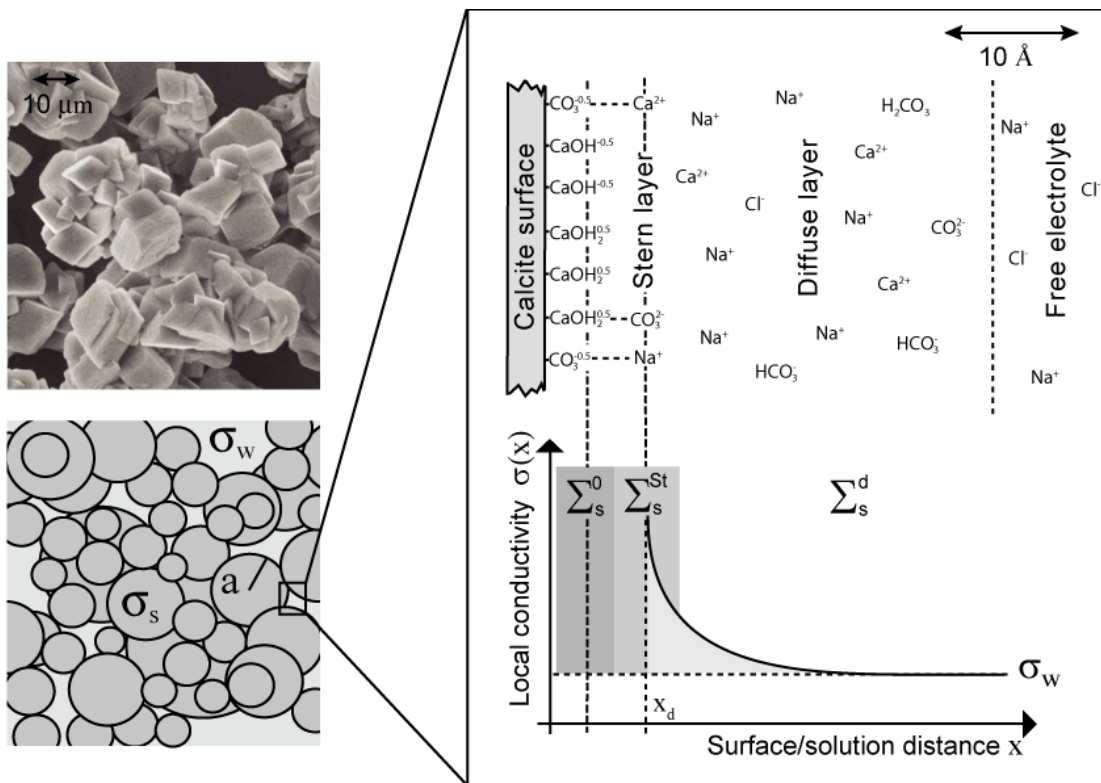 10 μm
10 Å
Calcite surface
CO₃⁻⁰·⁵
Ca²⁺
CaOH⁻⁰·⁵
CaOH⁻⁰·⁵
CaOH₂⁰·⁵
CaOH₂⁰·⁵
CaOH₂⁰·⁵
CO₃²⁻
CO₃⁻⁰·⁵
Na⁺
Stern layer
Na⁺
Na⁺
H₂CO₃
Ca²⁺
Ca²⁺
Cl⁻
Na⁺
CO₃²⁻
Na⁺
Ca²⁺
Na⁺
Na⁺
HCO₃⁻
HCO₃⁻
Diffuse layer
Na⁺
Cl⁻
Cl⁻
Na⁺
Free electrolyte
σw
a
σs
Local conductivity σ(x)
Σs⁰
Σsˢᵗ
Σsᵈ
σw
xd
Surface/solution distance x